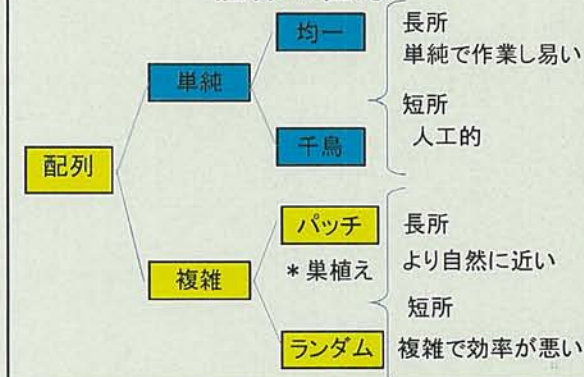 均一
長所
単純で作業し易い
単純
短所
人工的
千鳥
配列
パッチ
長所
*巣植え
より自然に近い
複雑
短所
ランダム
複雑で効率が悪い